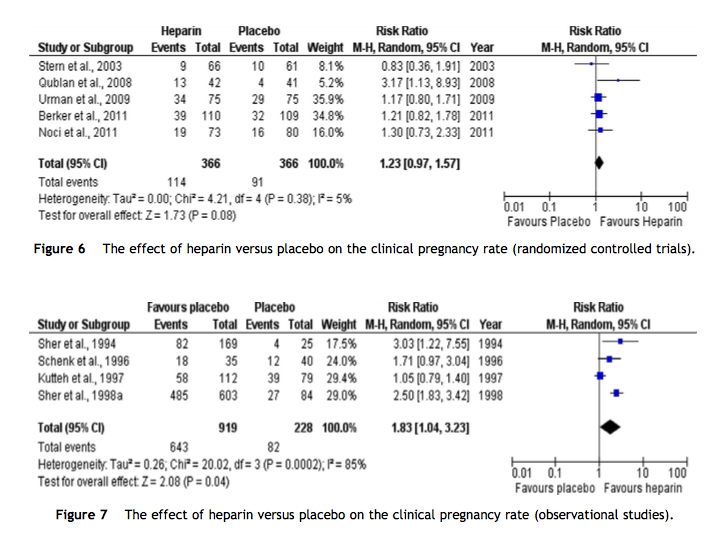 Heparin Placebo Risk Ratio Risk Ratio
Study or Subgroup Events Total Events Total Weight M-H, Random, 95% CI Year M-H, Random, 95% CI
Stern et al., 2003 9 66 10 61 8.1% 0.83 [0.36, 1.91] 2003
Qublan et al., 2008 13 42 4 41 5.2% 3.17 [1.13, 8.93] 2008
Urman et al., 2009 34 75 29 75 35.9% 1.17 [0.80, 1.71] 2009
Berker et al., 2011 39 110 32 109 34.8% 1.21 [0.82, 1.78] 2011
Noci et al., 2011 19 73 16 80 16.0% 1.30 [0.73, 2.33] 2011
Total (95% CI) 366 366 100.0% 1.23 [0.97, 1.57]
Total events 114 91
Heterogeneity: Tau² = 0.00; Chi² = 4.21, df = 4 (P = 0.38); I² = 5%
Test for overall effect: Z = 1.73 (P = 0.08)
0.01 0.1 1 10 100
Favours Placebo Favours Heparin
Figure 6 The effect of heparin versus placebo on the clinical pregnancy rate (randomized controlled trials).
Favours placebo Placebo Risk Ratio Risk Ratio
Study or Subgroup Events Total Events Total Weight M-H, Random, 95% CI Year M-H, Random, 95% CI
Sher et al., 1994 82 169 4 25 17.5% 3.03 [1.22, 7.55] 1994
Schenk et al., 1996 18 35 12 40 24.0% 1.71 [0.97, 3.04] 1996
Kutteh et al., 1997 58 112 39 79 29.4% 1.05 [0.79, 1.40] 1997
Sher et al., 1998a 485 603 27 84 29.0% 2.50 [1.83, 3.42] 1998
Total (95% CI) 919 228 100.0% 1.83 [1.04, 3.23]
Total events 643 82
Heterogeneity: Tau² = 0.26; Chi² = 20.02, df = 3 (P = 0.0002); I² = 85%
Test for overall effect: Z = 2.08 (P = 0.04)
0.01 0.1 1 10 100
Favours placebo Favours heparin
Figure 7 The effect of heparin versus placebo on the clinical pregnancy rate (observational studies).